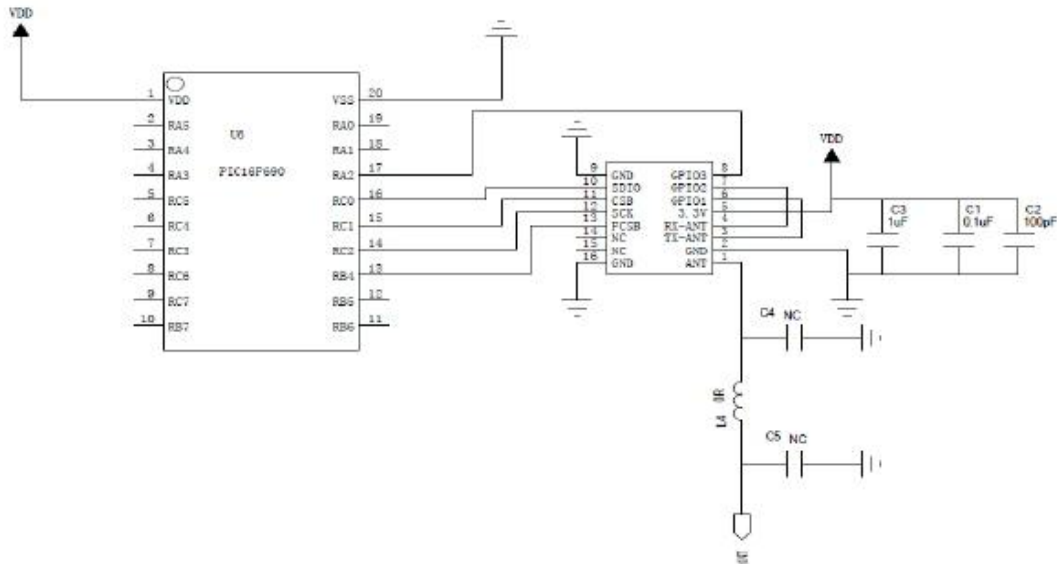 VDD
1 VDD VSS 20
2 RA5 RA0 19
U6
3 RA4 RA1 18
PIC16F690
4 RA3 RA2 17
5 RC5 RC0 16
6 RC4 RC1 15
7 RC3 RC2 14
8 RC6 RB4 13
9 RC7 RB5 12
10 RB7 RB6 11
VDD
9 GND GPIO3 8
10 SDIO GPIO2 7
11 CSB GPIO1 6
12 SCK 3.3V 5
13 FCSB RX-ANT 4
14 NC TX-ANT 3
15 NC GND 2
16 GND ANT 1
C3
1uF
C1
0.1uF
C2
100pF
C4 NC
L4 0R
C5 NC